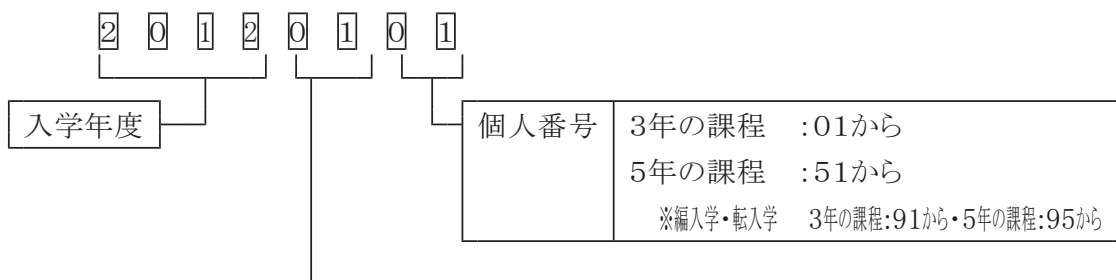 2 0 1 2 0 1 0 1
入学年度
個人番号
3年の課程　:01から
5年の課程　:51から
※編入学・転入学　3年の課程:91から・5年の課程:95から